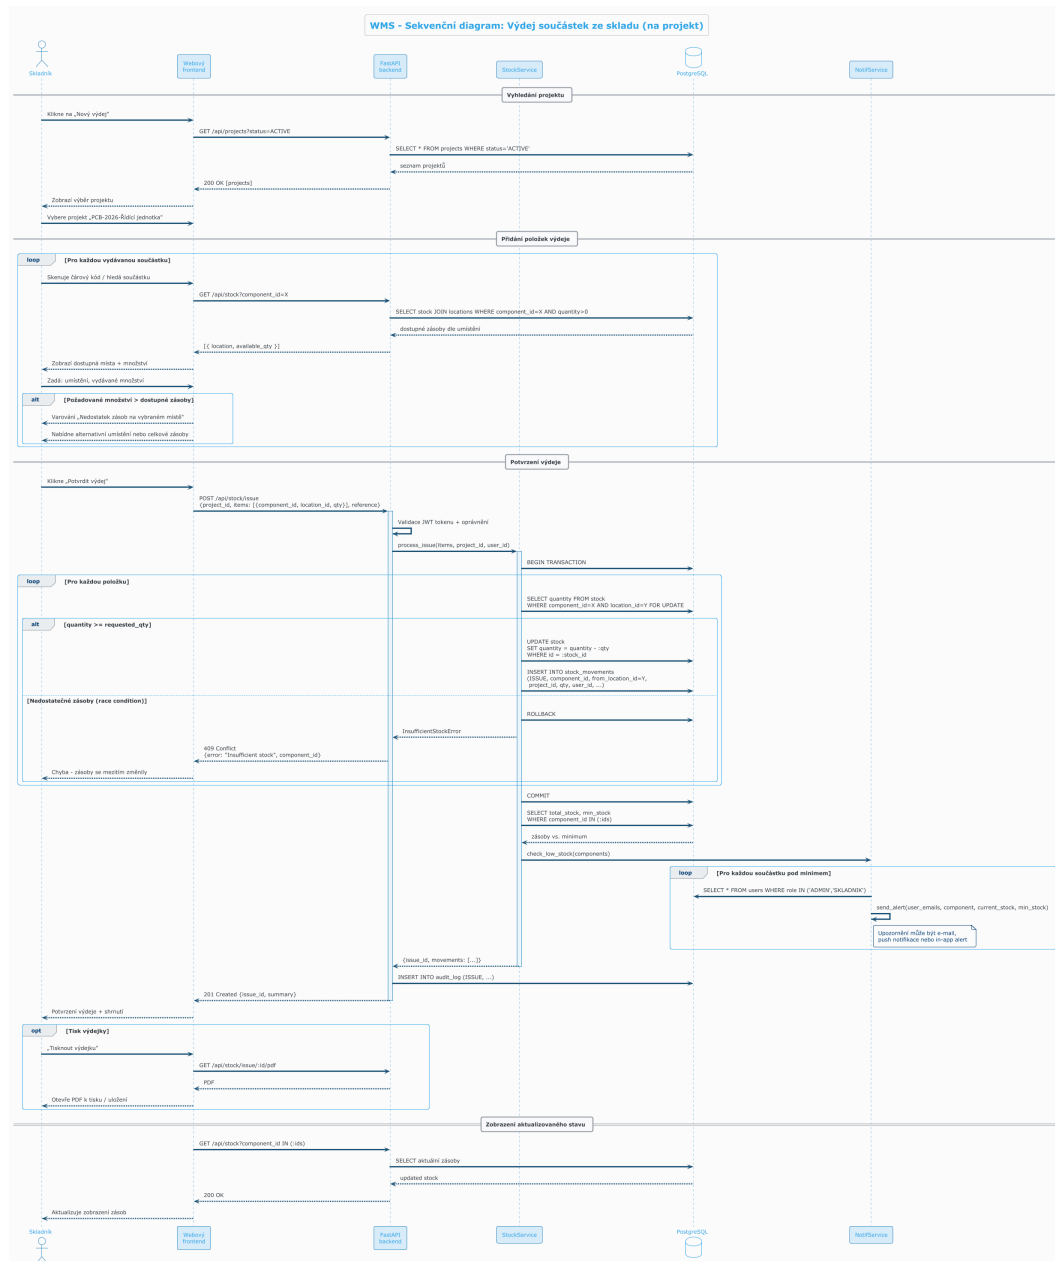 WMS - Sekvenční diagram: Výdej součástek ze skladu (na projekt)
Skladník
Webový
frontend
FastAPI
backend
StockService
PostgreSQL
NotifService
Vyhledání projektu
Klikne na „Nový výdej"
GET /api/projects?status=ACTIVE
SELECT * FROM projects WHERE status='ACTIVE'
seznam projektů
200 OK [projects]
Zobrazí výběr projektu
Vybere projekt „PCB-2026-Řídicí jednotka"
Přidání položek výdeje
loop
[Pro každou vydávanou součástku]
Skenuje čárový kód / hledá součástku
GET /api/stock?component_id=X
SELECT stock JOIN locations WHERE component_id=X AND quantity>0
dostupné zásoby dle umístění
[{ location, available_qty }]
Zobrazí dostupná místa + množství
Zadá: umístění, vydávané množství
alt
[Požadované množství > dostupné zásoby]
Varování „Nedostatek zásob na vybraném místě"
Nabídne alternativní umístění nebo celkové zásoby
Potvrzení výdeje
Klikne „Potvrdit výdej"
POST /api/stock/issue
{project_id, items: [{component_id, location_id, qty}], reference}
Validace JWT tokenu + oprávnění
process_issue(items, project_id, user_id)
BEGIN TRANSACTION
loop
[Pro každou položku]
SELECT quantity FROM stock
WHERE component_id=X AND location_id=Y FOR UPDATE
alt
[quantity >= requested_qty]
UPDATE stock
SET quantity = quantity - :qty
WHERE id = :stock_id
INSERT INTO stock_movements
(ISSUE, component_id, from_location_id=Y,
project_id, qty, user_id, ...)
[Nedostatečné zásoby (race condition)]
ROLLBACK
InsufficientStockError
409 Conflict
{error: "Insufficient stock", component_id}
Chyba - zásoby se mezitím změnily
COMMIT
SELECT total_stock, min_stock
WHERE component_id IN (:ids)
zásoby vs. minimum
check_low_stock(components)
loop
[Pro každou součástku pod minimem]
SELECT * FROM users WHERE role IN ('ADMIN','SKLADNIK')
send_alert(user_emails, component, current_stock, min_stock)
Upozornění může být e-mail,
push notifikace nebo in-app alert
{issue_id, movements: [...]}
INSERT INTO audit_log (ISSUE, ...)
201 Created {issue_id, summary}
Potvrzení výdeje + shrnutí
opt
[Tisk výdejky]
„Tisknout výdejku"
GET /api/stock/issue/:id/pdf
PDF
Otevře PDF k tisku / uložení
Zobrazení aktualizovaného stavu
GET /api/stock?component_id IN (:ids)
SELECT aktuální zásoby
updated stock
200 OK
Aktualizuje zobrazení zásob
Skladník
Webový
frontend
FastAPI
backend
StockService
PostgreSQL
NotifService